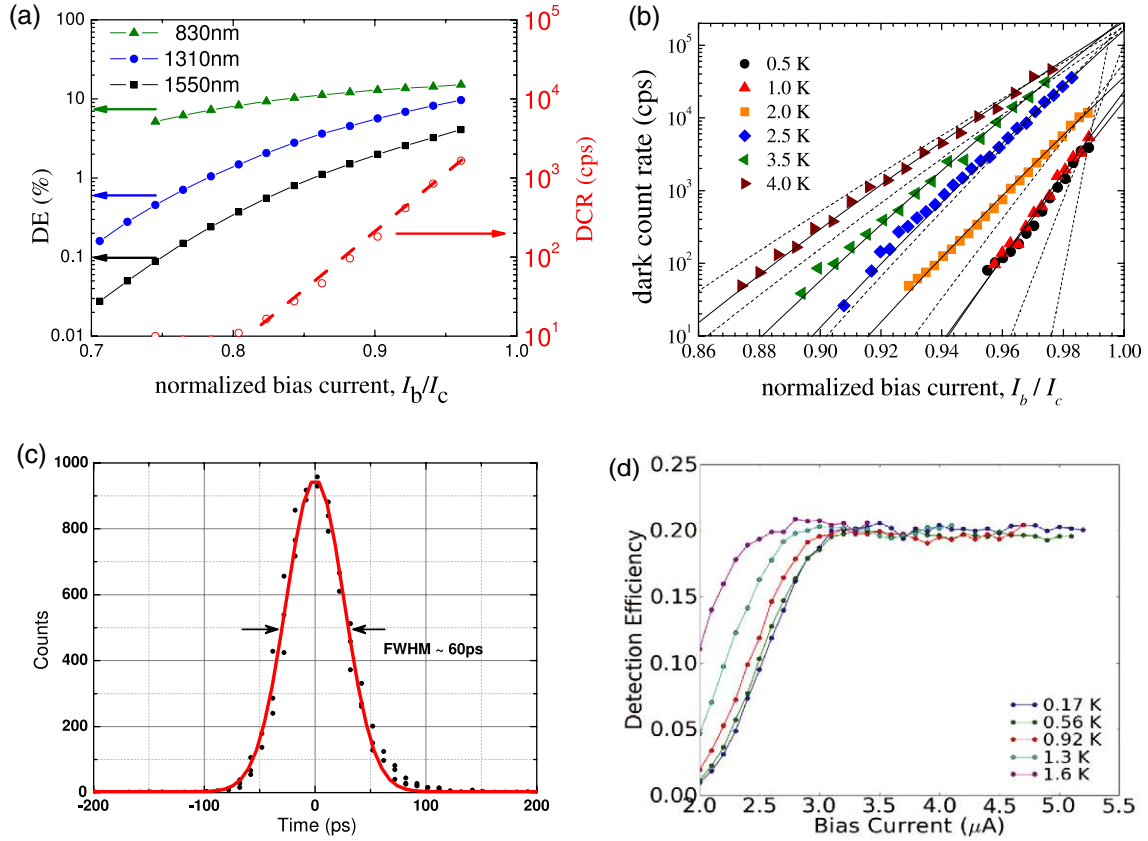 (a)
830nm
1310nm
1550nm
DE (%)
100
10
1
0.1
0.01
0.7
0.8
0.9
1.0
normalized bias current, I_b/I_c
DCR (cps)
10^5
10^4
10^3
10^2
10^1
(b)
0.5 K
1.0 K
2.0 K
2.5 K
3.5 K
4.0 K
dark count rate (cps)
10^5
10^4
10^3
10^2
10^1
0.86
0.88
0.90
0.92
0.94
0.96
0.98
1.00
normalized bias current, I_b / I_c
(c)
Counts
1000
800
600
400
200
0
FWHM ~ 60ps
-200
-100
0
100
200
Time (ps)
(d)
Detection Efficiency
0.25
0.20
0.15
0.10
0.05
0.00
0.17 K
0.56 K
0.92 K
1.3 K
1.6 K
2.0
2.5
3.0
3.5
4.0
4.5
5.0
5.5
Bias Current (μA)